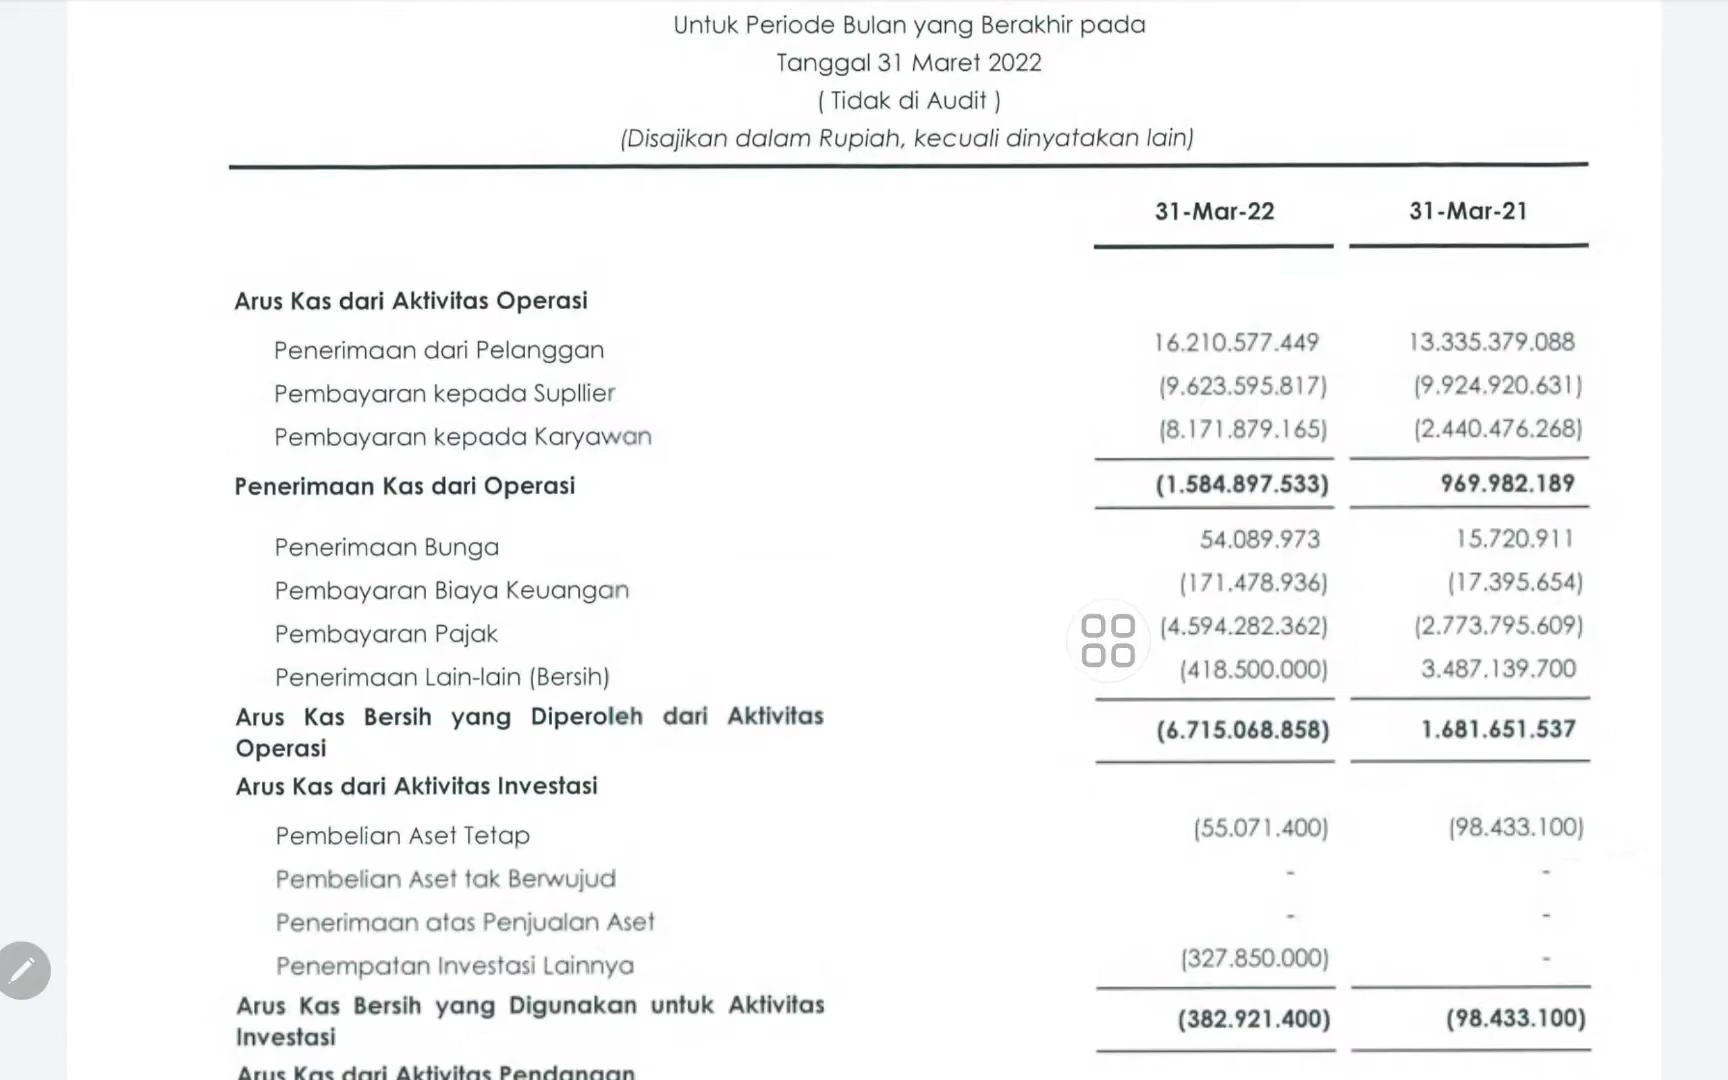 Untuk Periode Bulan yang Berakhir pada
Tanggal 31 Maret 2022
( Tidak di Audit )
(Disajikan dalam Rupiah, kecuali dinyatakan lain)
31-Mar-22 31-Mar-21
Arus Kas dari Aktivitas Operasi
Penerimaan dari Pelanggan 16.210.577.449 13.335.379.088
Pembayaran kepada Supllier (9.623.595.817) (9.924.920.631)
Pembayaran kepada Karyawan (8.171.879.165) (2.440.476.268)
Penerimaan Kas dari Operasi (1.584.897.533) 969.982.189
Penerimaan Bunga 54.089.973 15.720.911
Pembayaran Biaya Keuangan (171.478.936) (17.395.654)
Pembayaran Pajak (4.594.282.362) (2.773.795.609)
Penerimaan Lain-lain (Bersih) (418.500.000) 3.487.139.700
Arus Kas Bersih yang Diperoleh dari Aktivitas
Operasi (6.715.068.858) 1.681.651.537
Arus Kas dari Aktivitas Investasi
Pembelian Aset Tetap (55.071.400) (98.433.100)
Pembelian Aset tak Berwujud - -
Penerimaan atas Penjualan Aset - -
Penempatan Investasi Lainnya (327.850.000) -
Arus Kas Bersih yang Digunakan untuk Aktivitas
Investasi (382.921.400) (98.433.100)
Arus Kas dari Aktivitas Pendanaan